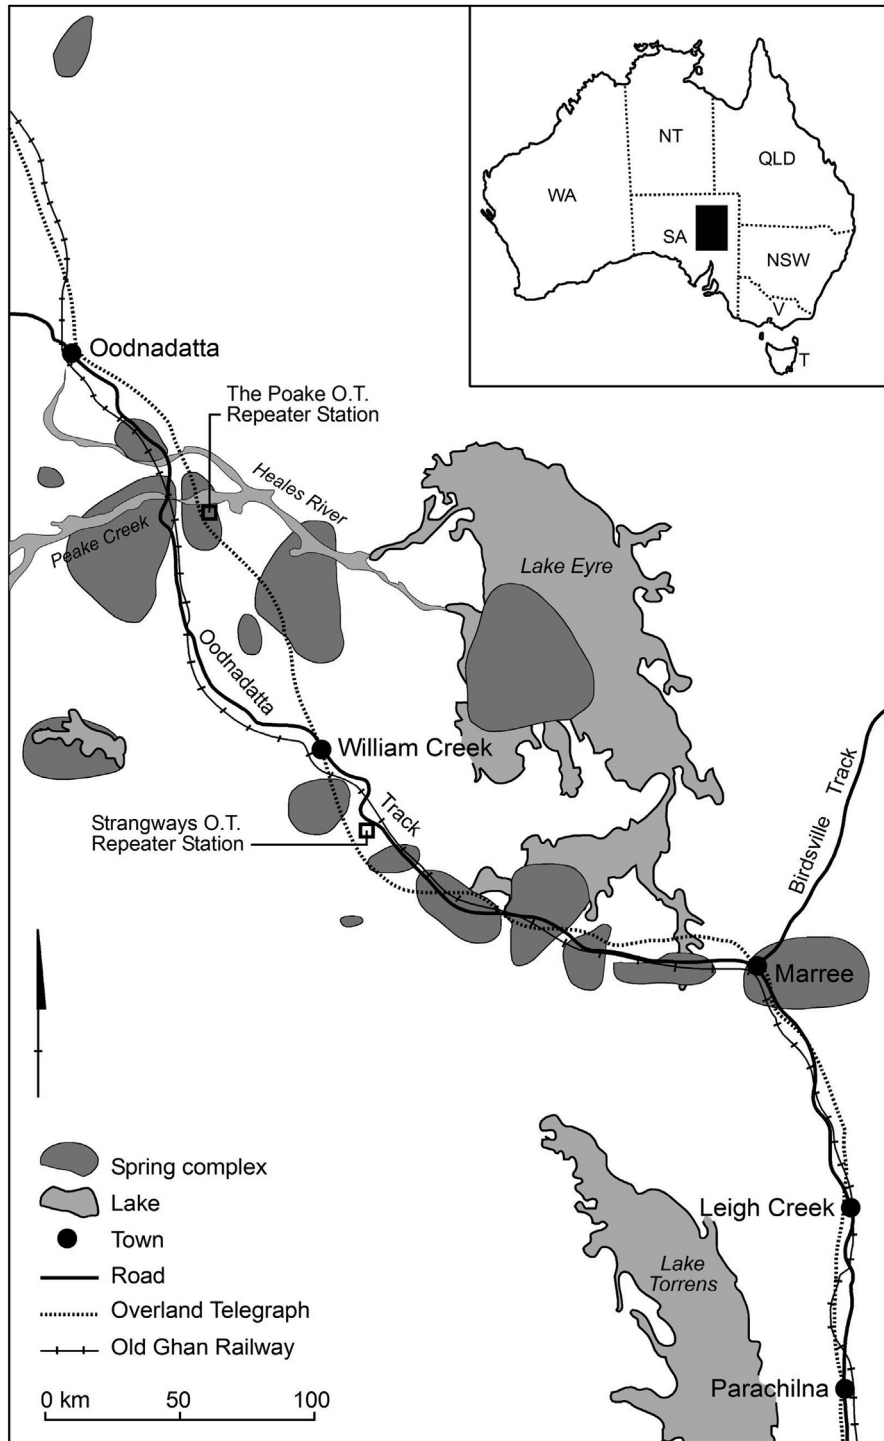 WA
NT
QLD
SA
NSW
V
T
Oodnadatta
The Poake O.T.
Repeater Station
Heales River
Peake Creek
Lake Eyre
Oodnadatta
Track
William Creek
Strangways O.T.
Repeater Station
Birdsville Track
Marree
Leigh Creek
Lake
Torrens
Parachilna
Spring complex
Lake
Town
Road
Overland Telegraph
Old Ghan Railway
0 km 50 100